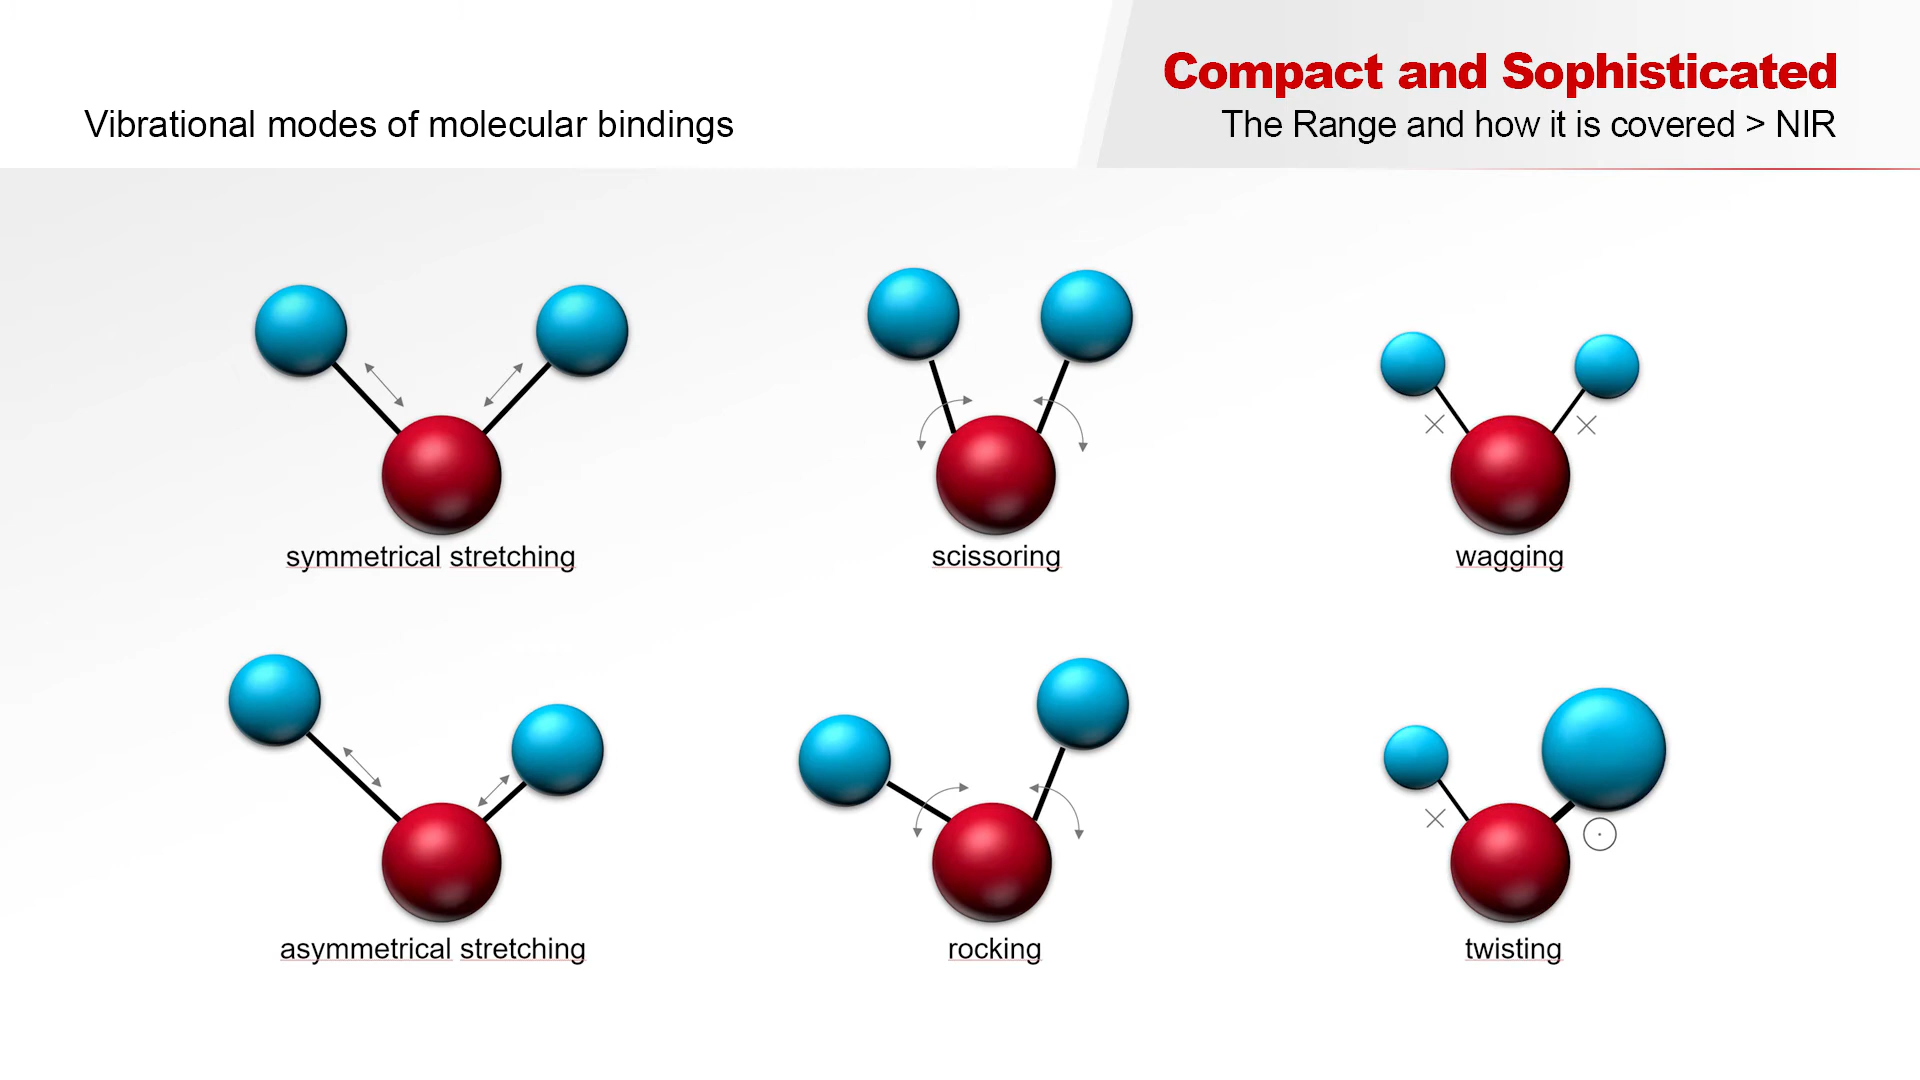 Compact and Sophisticated
Vibrational modes of molecular bindings
The Range and how it is covered > NIR
symmetrical stretching
scissoring
wagging
asymmetrical stretching
rocking
twisting